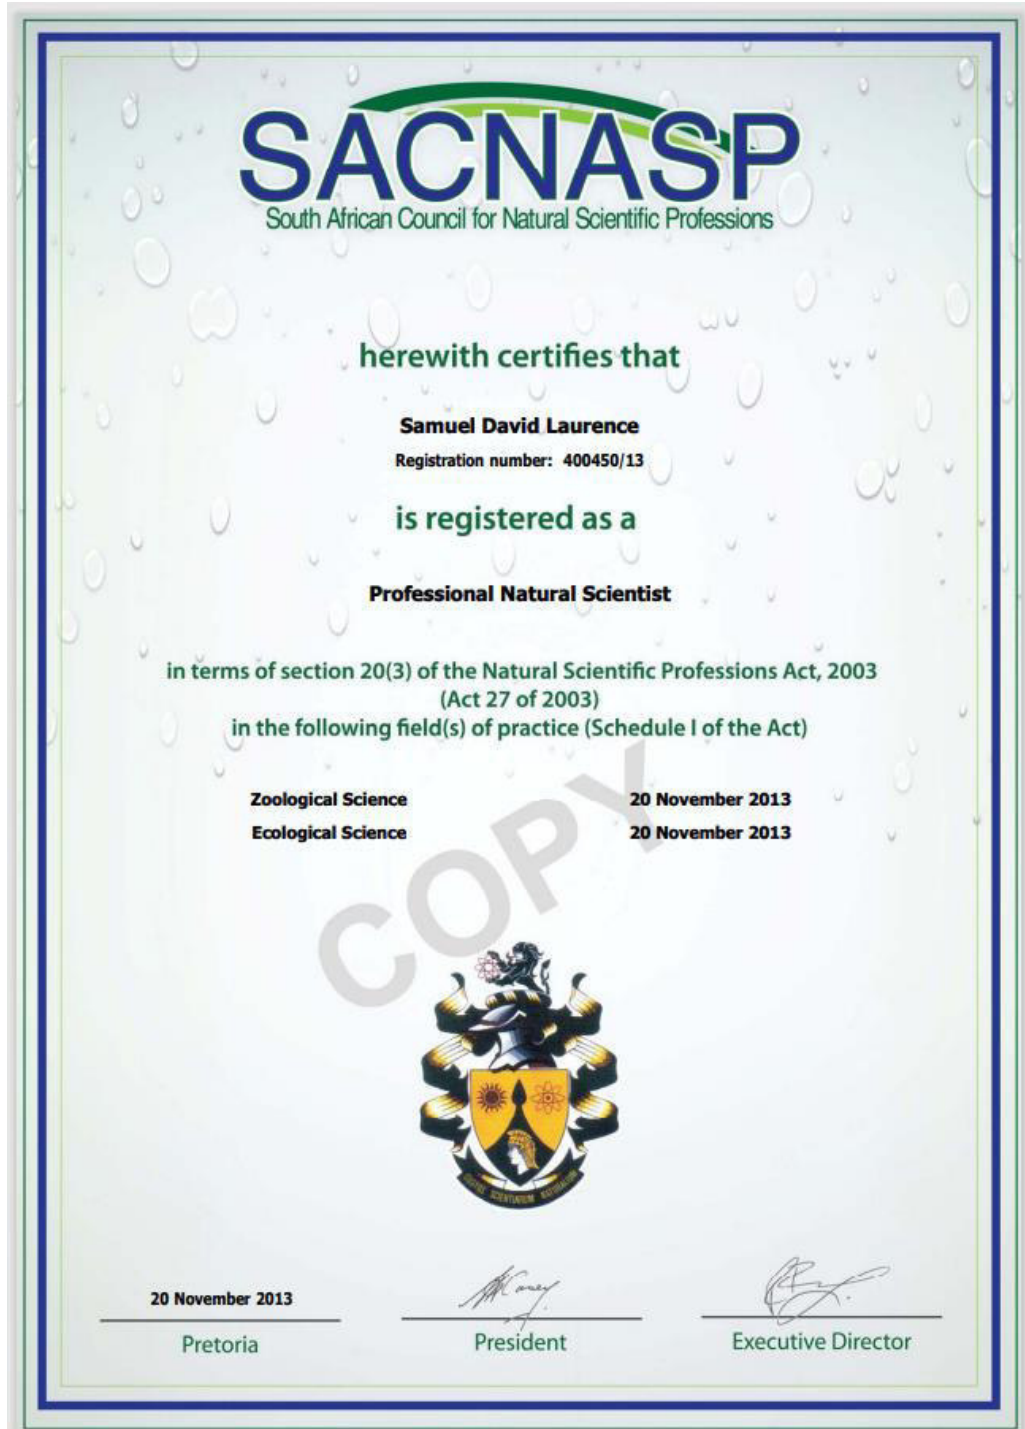 SACNASP
South African Council for Natural Scientific Professions
herewith certifies that
Samuel David Laurence
Registration number: 400450/13
is registered as a
Professional Natural Scientist
in terms of section 20(3) of the Natural Scientific Professions Act, 2003
(Act 27 of 2003)
in the following field(s) of practice (Schedule I of the Act)
Zoological Science 20 November 2013
Ecological Science 20 November 2013
COPY
SCIENTIARUM
20 November 2013
Pretoria
President
Executive Director